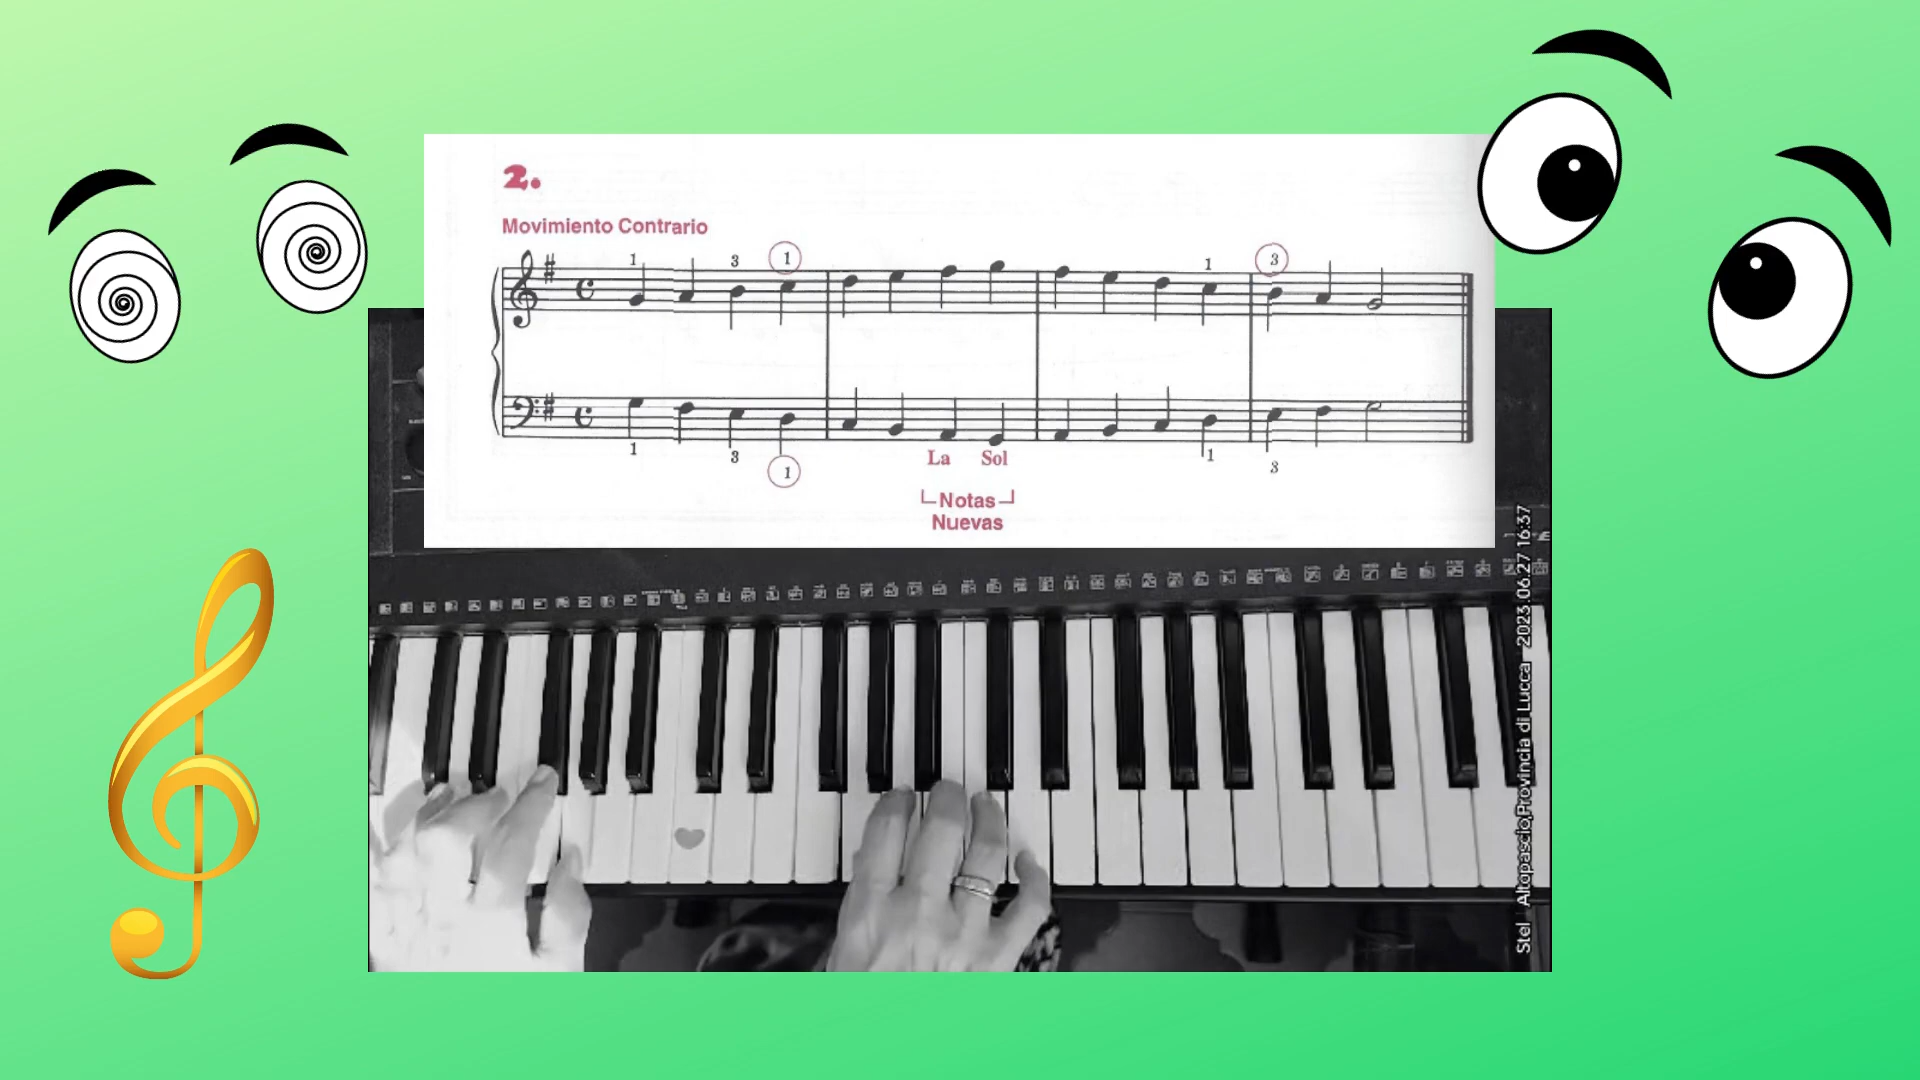 2.
Movimiento Contrario
1 3 1 1 3
1 3 1 1 3
La Sol
Notas
Nuevas
Stel Altopascio,Provincia di Lucca 2023.06.27 16:37